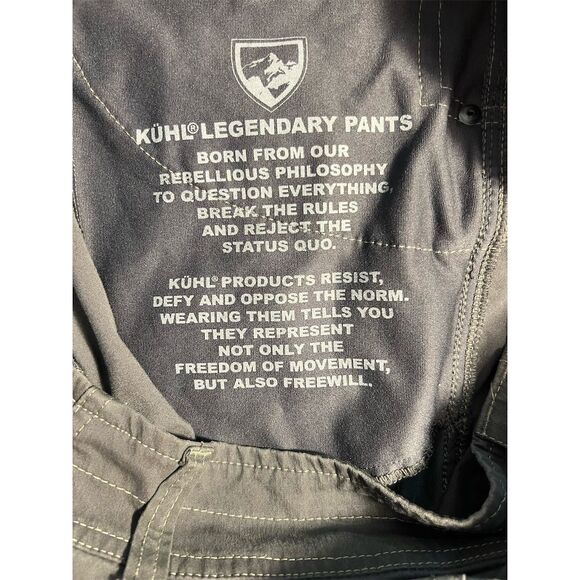 KÜHL® LEGENDARY PANTS
BORN FROM OUR
REBELLIOUS PHILOSOPHY
TO QUESTION EVERYTHING,
BREAK THE RULES
AND REJECT THE
STATUS QUO.
KÜHL® PRODUCTS RESIST,
DEFY AND OPPOSE THE NORM.
WEARING THEM TELLS YOU
THEY REPRESENT
NOT ONLY THE
FREEDOM OF MOVEMENT,
BUT ALSO FREEWILL.